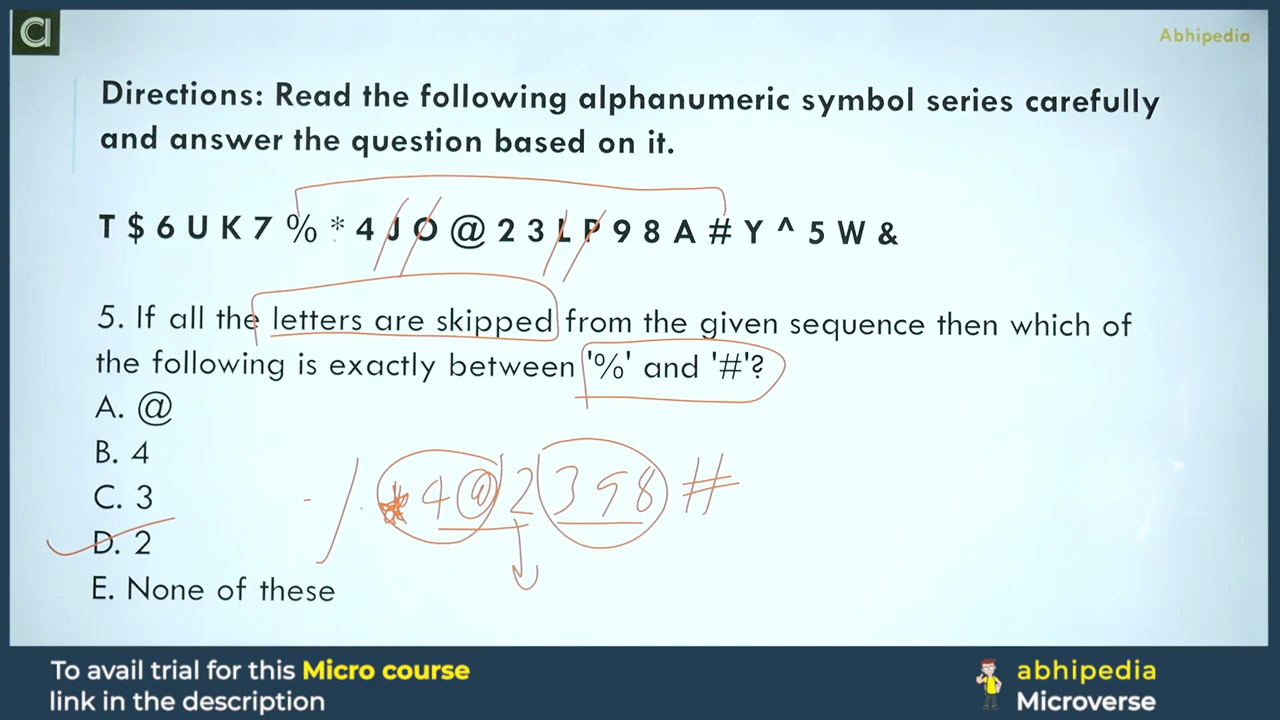 a
Abhipedia
Directions: Read the following alphanumeric symbol series carefully
and answer the question based on it.
T $ 6 U K 7 % * 4 J O @ 2 3 L P 9 8 A # Y ^ 5 W &
5. If all the letters are skipped from the given sequence then which of
the following is exactly between '%' and '#'?
A. @
B. 4
C. 3
D. 2
E. None of these
% * 4 @ 2 3 9 8 #
To avail trial for this Micro course
link in the description
abhipedia
Microverse